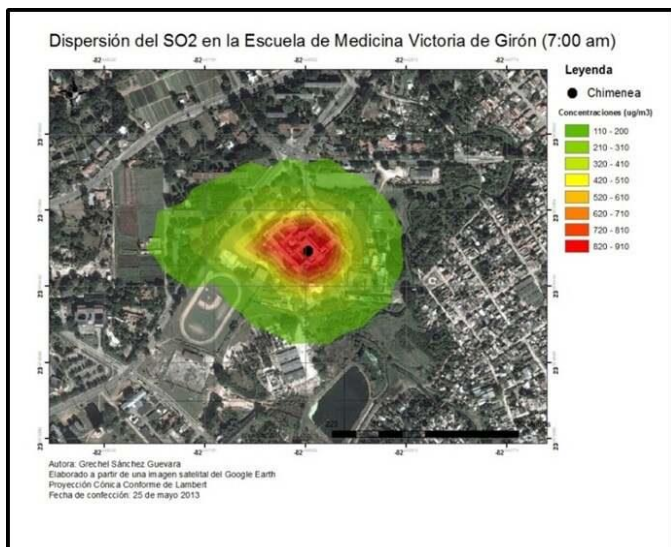 Dispersión del SO2 en la Escuela de Medicina Victoria de Girón (7:00 am)
Leyenda
Chimenea
Concentraciones (ug/m3)
110 - 200
210 - 310
320 - 410
420 - 510
520 - 610
620 - 710
720 - 810
820 - 910
Autora: Grechel Sánchez Guevara
Elaborado a partir de una imagen satelital del Google Earth
Proyección Cónica Conforme de Lambert
Fecha de confección: 25 de mayo 2013